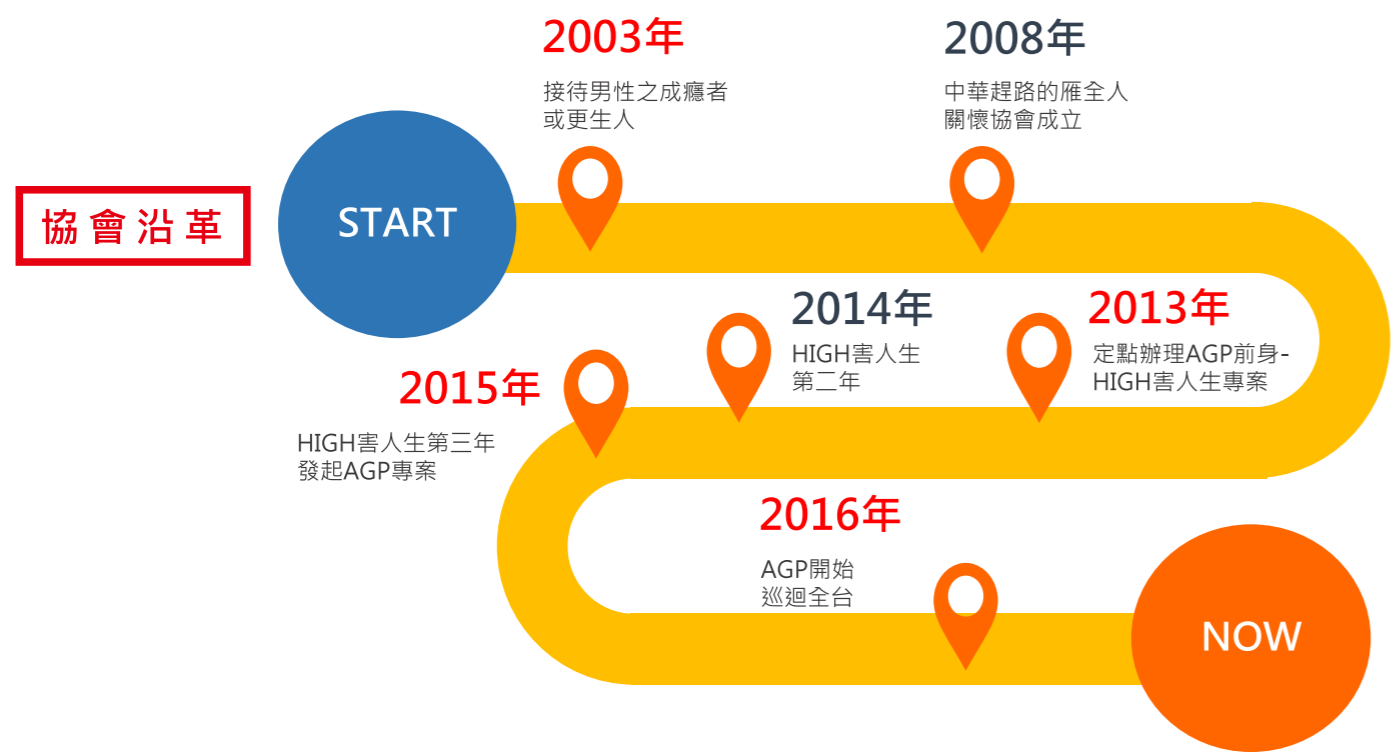 協會沿革
START
2003年
接待男性之成癮者
或更生人
2008年
中華趕路的雁全人
關懷協會成立
2013年
定點辦理AGP前身-
HIGH害人生專案
2014年
HIGH害人生
第二年
2015年
HIGH害人生第三年
發起AGP專案
2016年
AGP開始
巡迴全台
NOW